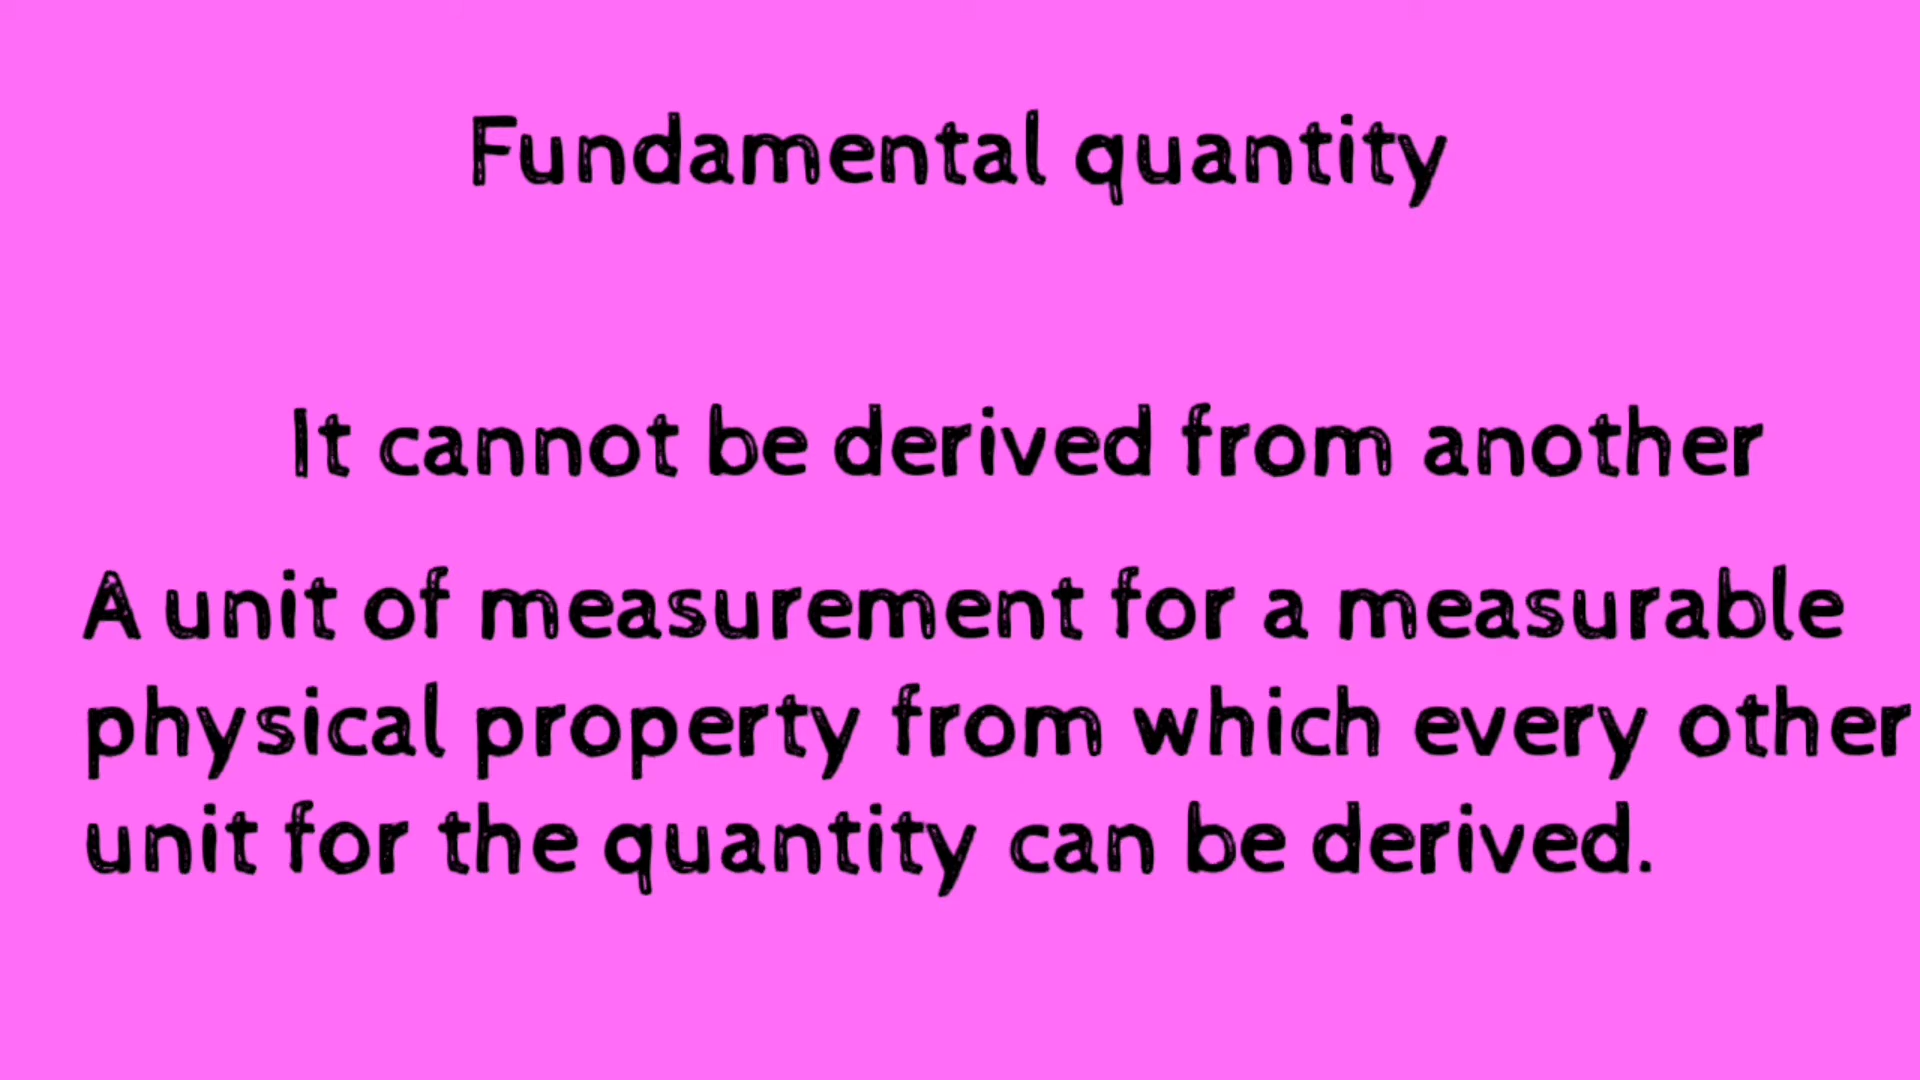 Fundamental quantity
It cannot be derived from another
A unit of measurement for a measurable
physical property from which every other
unit for the quantity can be derived.